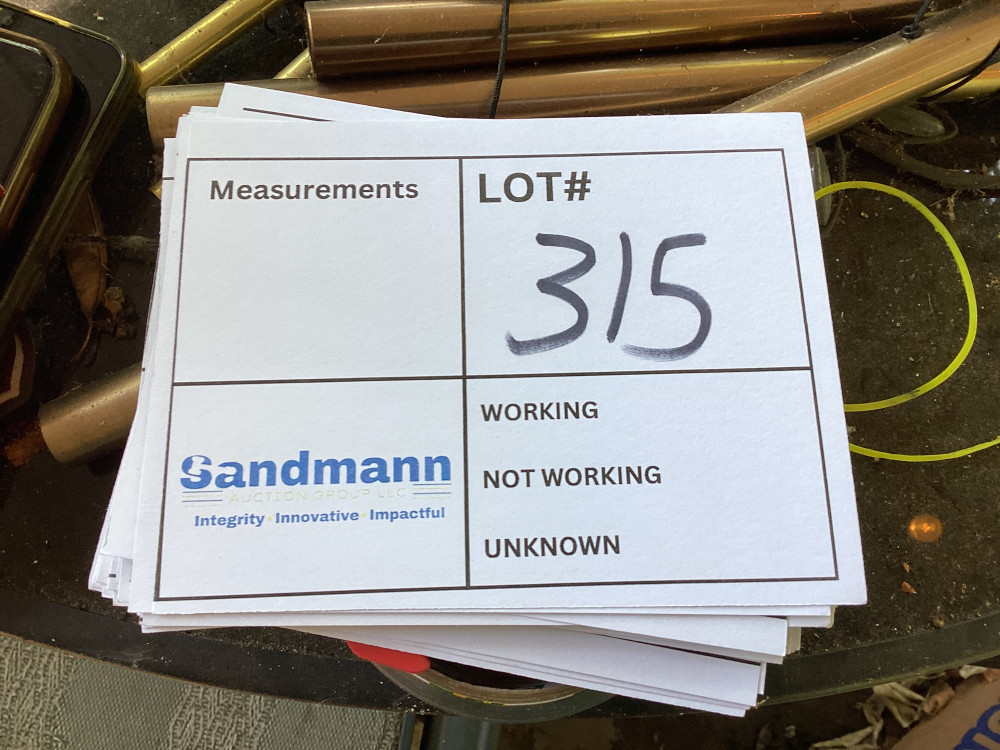 Measurements
LOT#
315
Sandmann
AUCTION GROUP LLC
Integrity Innovative Impactful
WORKING
NOT WORKING
UNKNOWN